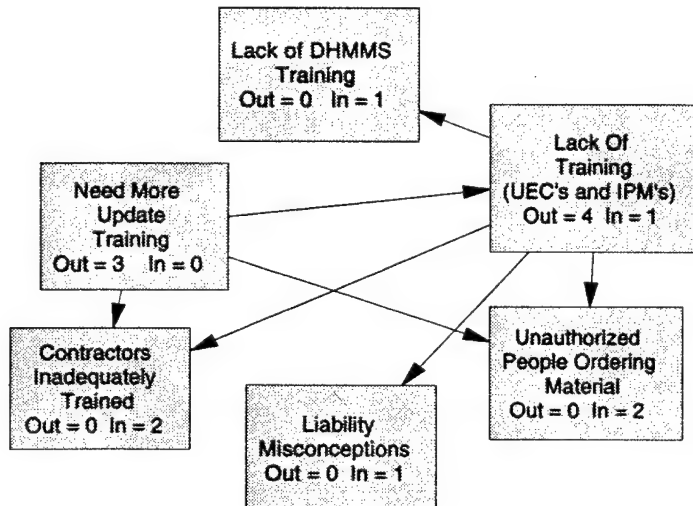 Lack of DHMMS
Training
Out = 0 In = 1
Lack Of
Training
(UEC's and IPM's)
Out = 4 In = 1
Need More
Update
Training
Out = 3 In = 0
Contractors
Inadequately
Trained
Out = 0 In = 2
Liability
Misconceptions
Out = 0 In = 1
Unauthorized
People Ordering
Material
Out = 0 In = 2